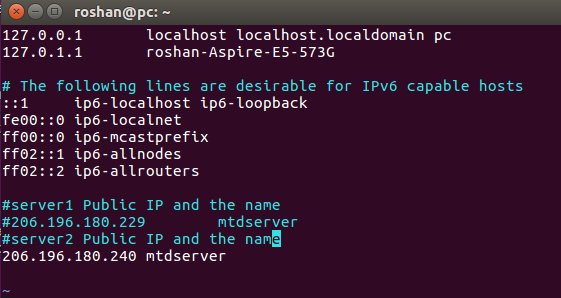 roshan@pc: ~
127.0.0.1 localhost localhost.localdomain pc
127.0.1.1 roshan-Aspire-E5-573G
# The following lines are desirable for IPv6 capable hosts
::1 ip6-localhost ip6-loopback
fe00::0 ip6-localnet
ff00::0 ip6-mcastprefix
ff02::1 ip6-allnodes
ff02::2 ip6-allrouters
#server1 Public IP and the name
#206.196.180.229 mtdserver
#server2 Public IP and the name
206.196.180.240 mtdserver
~